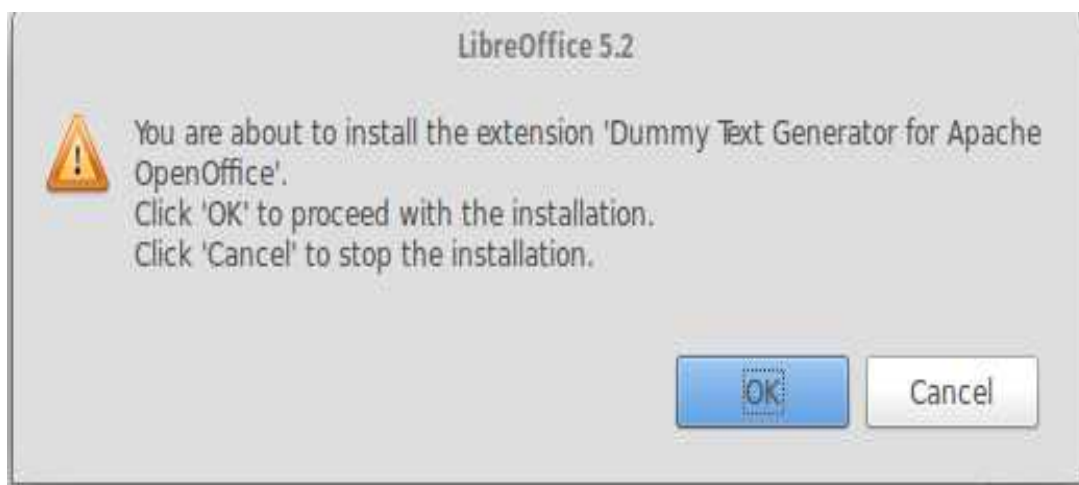 LibreOffice 5.2
You are about to install the extension 'Dummy Text Generator for Apache
OpenOffice'.
Click 'OK' to proceed with the installation.
Click 'Cancel' to stop the installation.
OK
Cancel